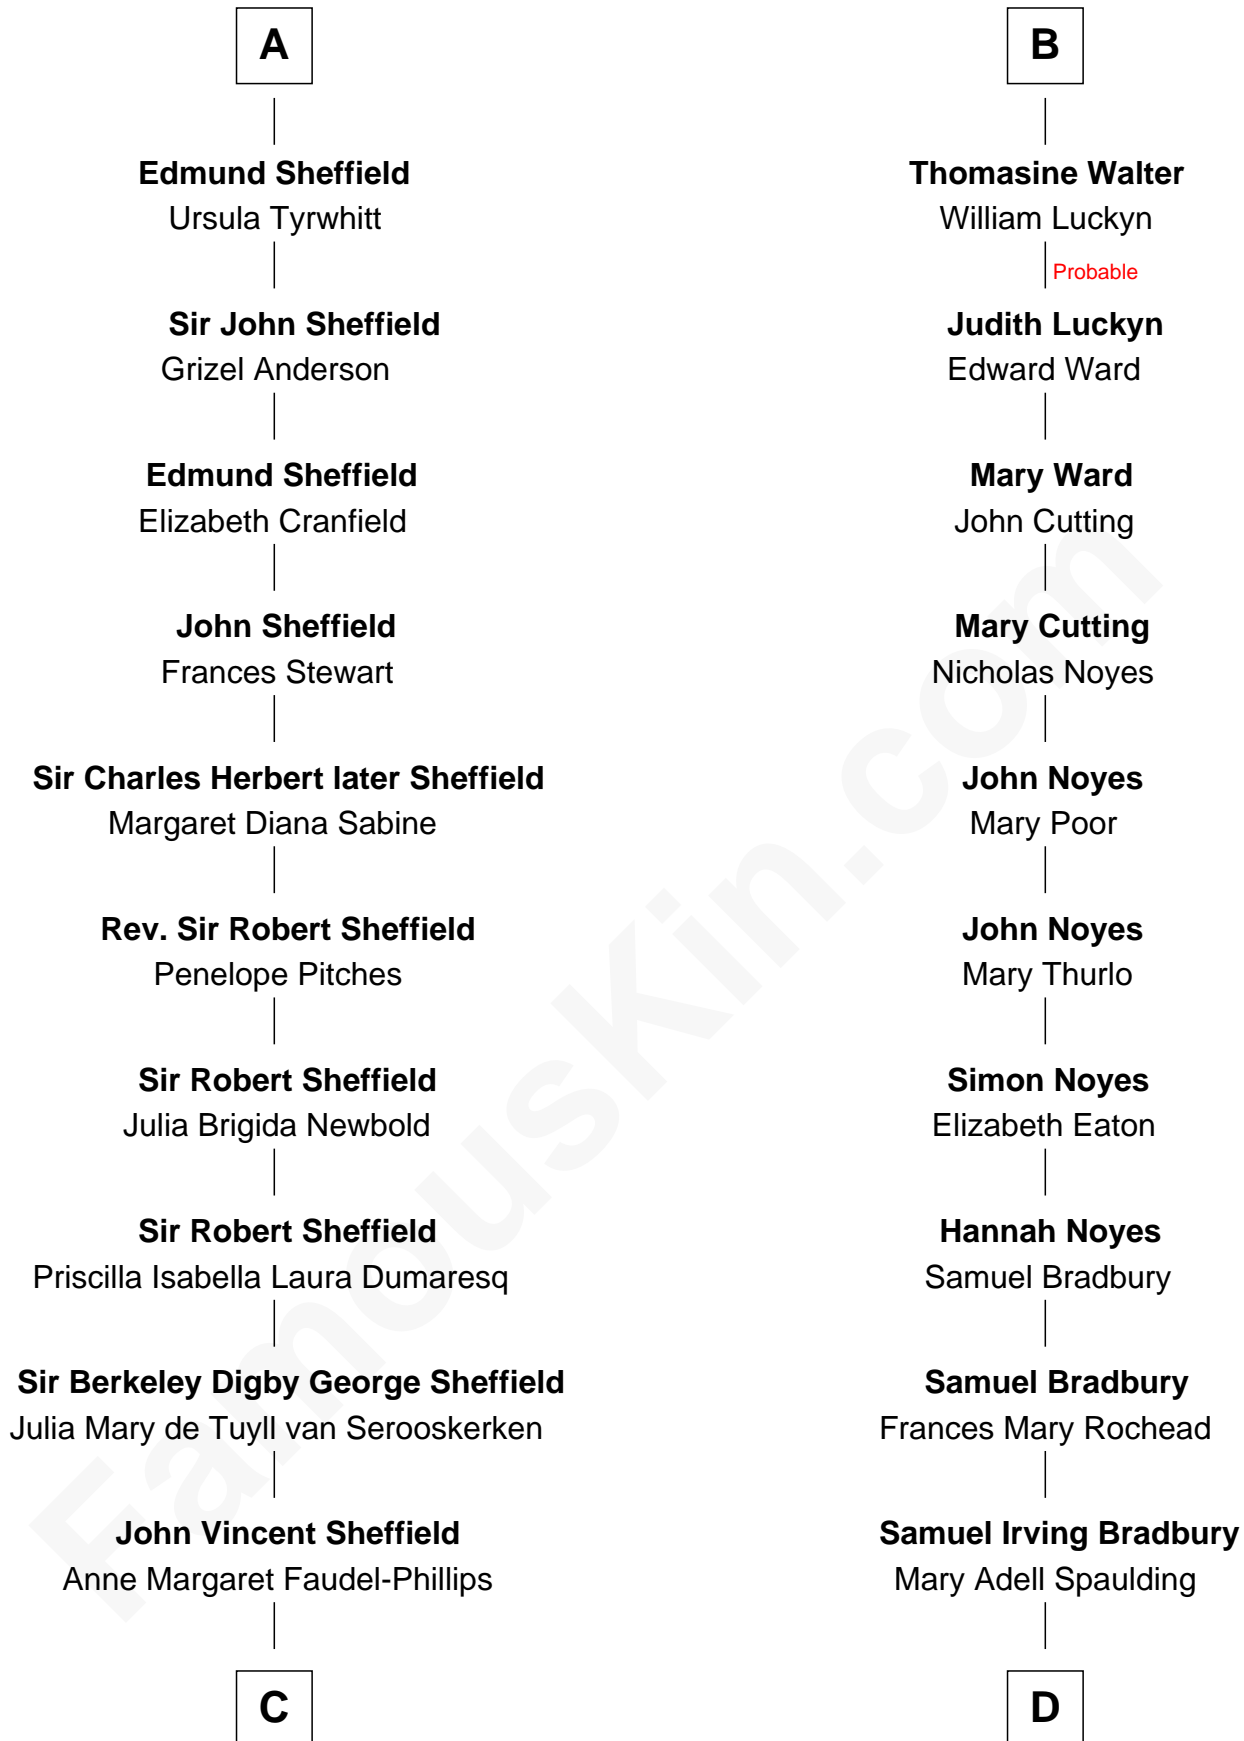 A
Edmund Sheffield
Ursula Tyrwhitt
Sir John Sheffield
Grizel Anderson
Edmund Sheffield
Elizabeth Cranfield
John Sheffield
Frances Stewart
Sir Charles Herbert later Sheffield
Margaret Diana Sabine
Rev. Sir Robert Sheffield
Penelope Pitches
Sir Robert Sheffield
Julia Brigida Newbold
Sir Robert Sheffield
Priscilla Isabella Laura Dumaresq
Sir Berkeley Digby George Sheffield
Julia Mary de Tuyll van Serooskerken
John Vincent Sheffield
Anne Margaret Faudel-Phillips
C
B
Thomasine Walter
William Luckyn
Probable
Judith Luckyn
Edward Ward
Mary Ward
John Cutting
Mary Cutting
Nicholas Noyes
John Noyes
Mary Poor
John Noyes
Mary Thurlo
Simon Noyes
Elizabeth Eaton
Hannah Noyes
Samuel Bradbury
Samuel Bradbury
Frances Mary Rochead
Samuel Irving Bradbury
Mary Adell Spaulding
D
FamousKin.com